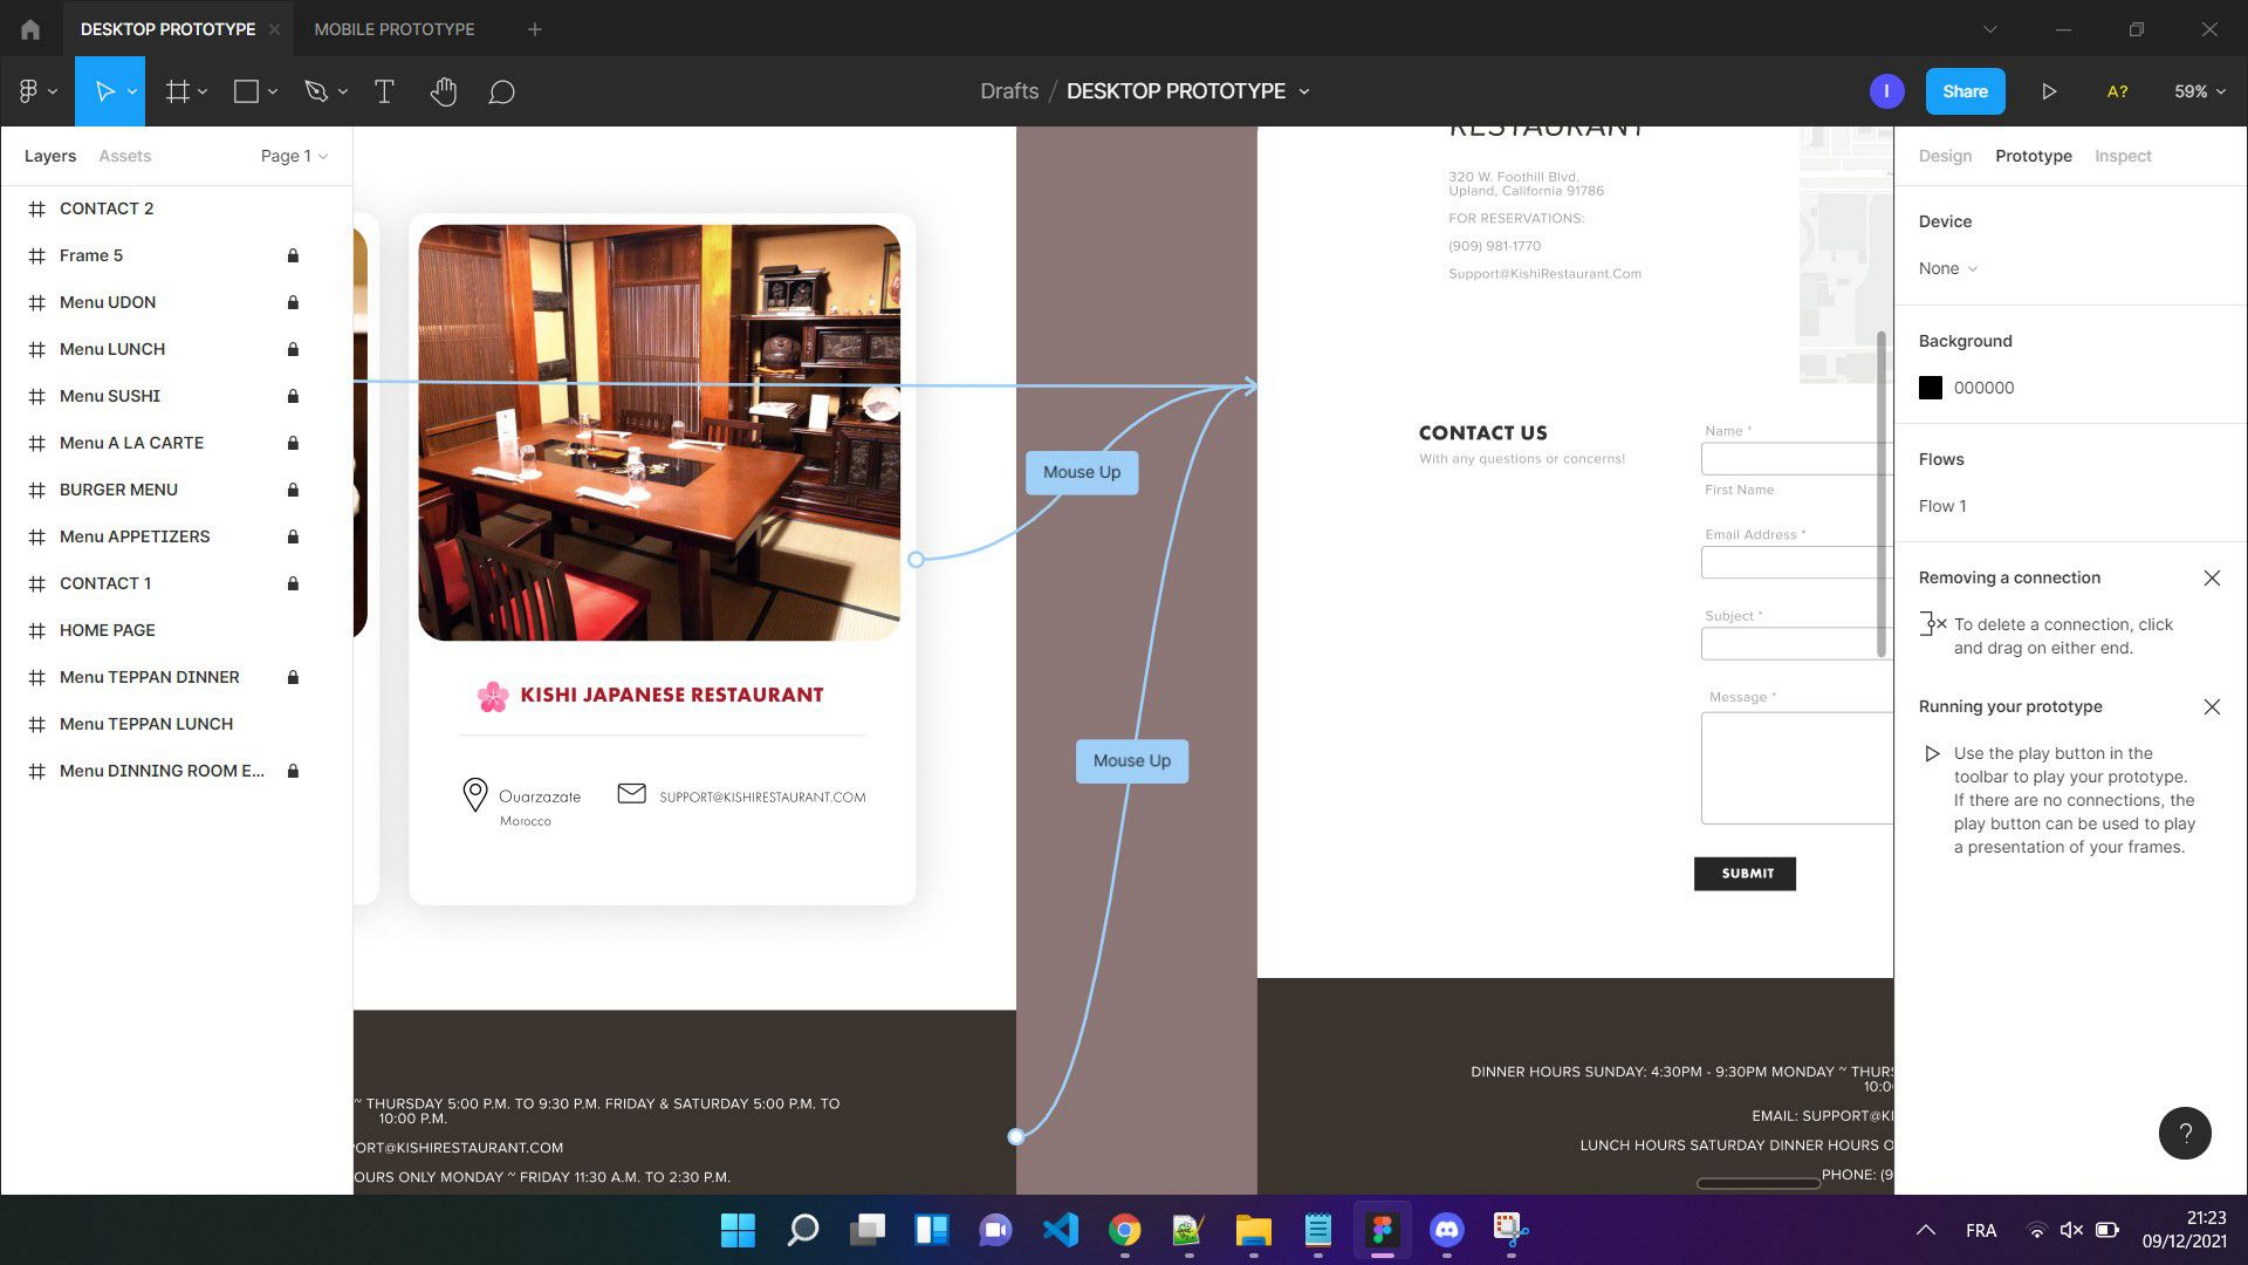 DESKTOP PROTOTYPE
MOBILE PROTOTYPE
Drafts / DESKTOP PROTOTYPE
I
Share
A?
59%
Layers
Assets
Page 1
CONTACT 2
Frame 5
Menu UDON
Menu LUNCH
Menu SUSHI
Menu A LA CARTE
BURGER MENU
Menu APPETIZERS
CONTACT 1
HOME PAGE
Menu TEPPAN DINNER
Menu TEPPAN LUNCH
Menu DINNING ROOM E...
KISHI JAPANESE RESTAURANT
Ouarzazate
Morocco
SUPPORT@KISHIRESTAURANT.COM
~ THURSDAY 5:00 P.M. TO 9:30 P.M. FRIDAY & SATURDAY 5:00 P.M. TO
10:00 P.M.
ORT@KISHIRESTAURANT.COM
OURS ONLY MONDAY ~ FRIDAY 11:30 A.M. TO 2:30 P.M.
Mouse Up
Mouse Up
RESTAURANT
320 W. Foothill Blvd.
Upland, California 91786
FOR RESERVATIONS:
(909) 981-1770
Support@KishiRestaurant.Com
CONTACT US
With any questions or concerns!
Name *
First Name
Email Address *
Subject *
Message *
SUBMIT
DINNER HOURS SUNDAY: 4:30PM - 9:30PM MONDAY ~ THURS
10:0
EMAIL: SUPPORT@KI
LUNCH HOURS SATURDAY DINNER HOURS O
PHONE: (9
Design
Prototype
Inspect
Device
None
Background
000000
Flows
Flow 1
Removing a connection
To delete a connection, click
and drag on either end.
Running your prototype
Use the play button in the
toolbar to play your prototype.
If there are no connections, the
play button can be used to play
a presentation of your frames.
?
FRA
21:23
09/12/2021